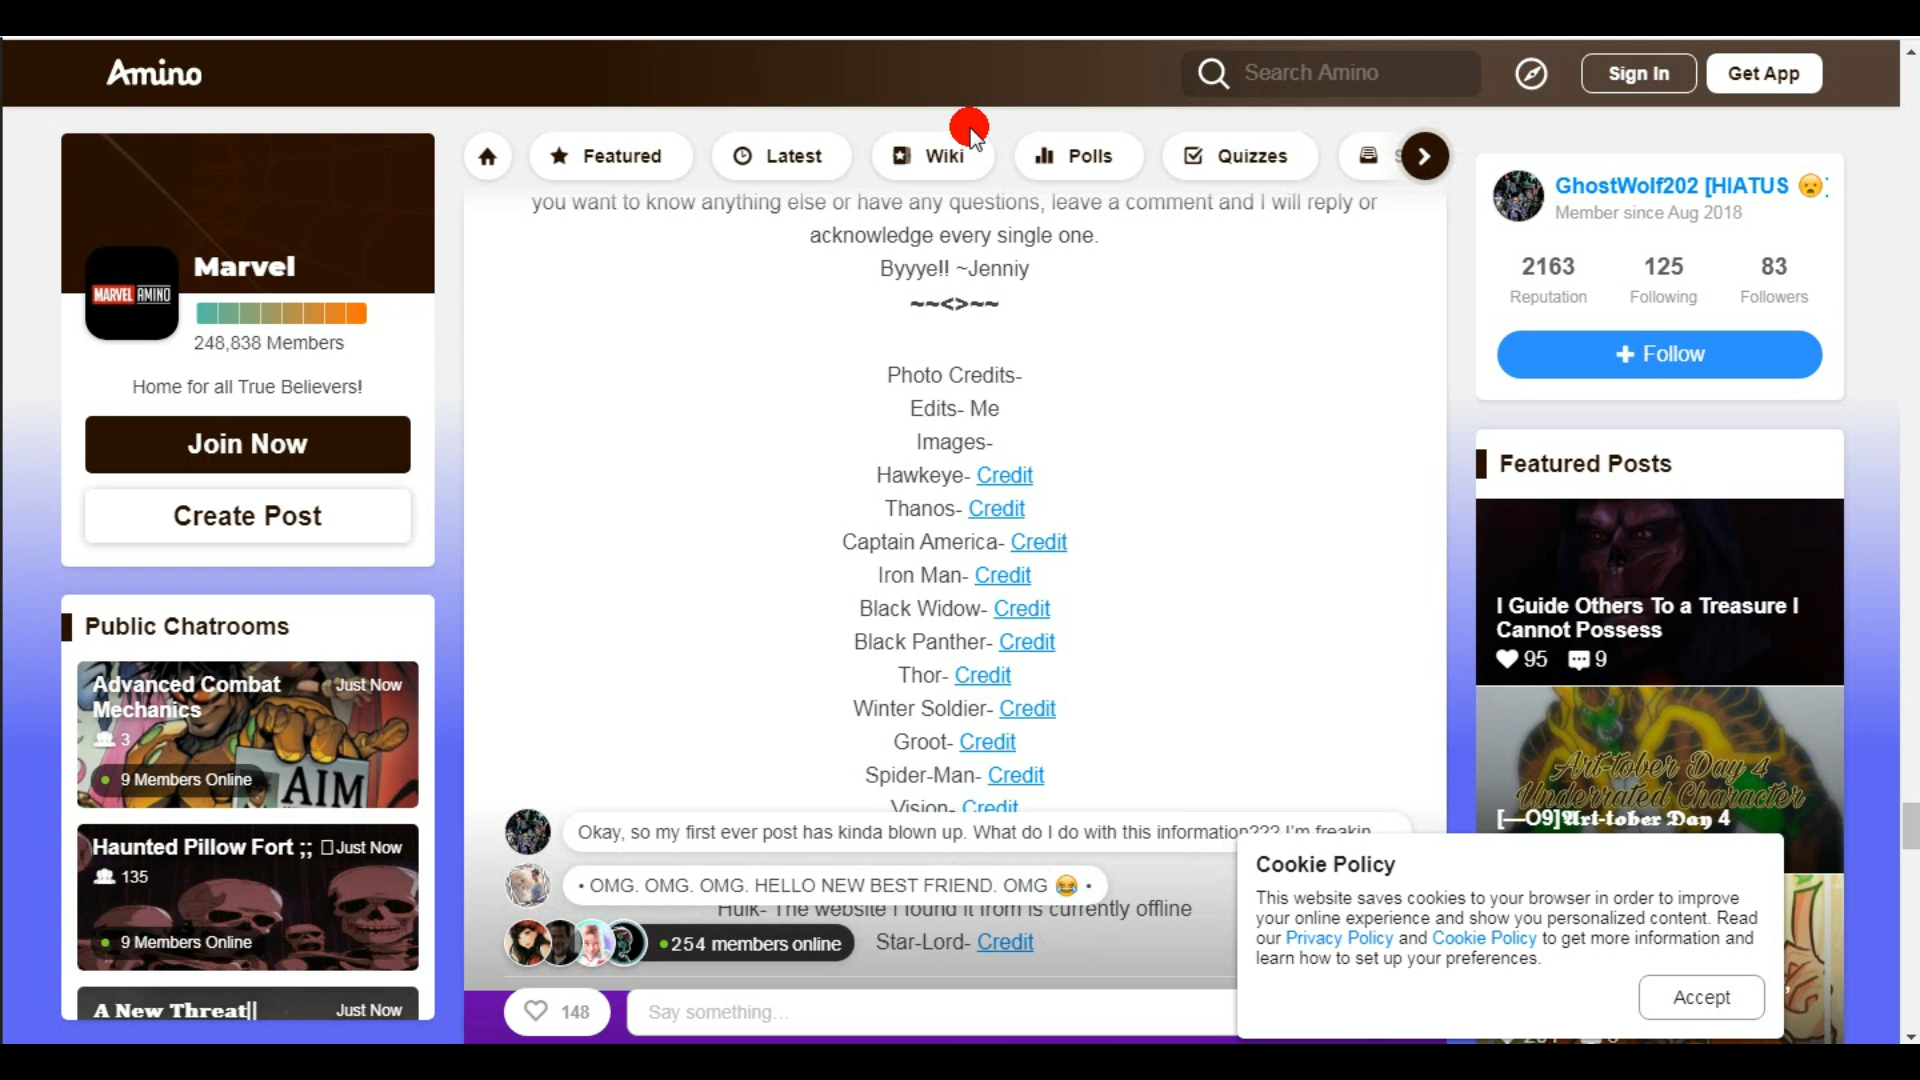 Amino
Search Amino
Sign In
Get App
Marvel
MARVEL AMINO
248,838 Members
Home for all True Believers!
Join Now
Create Post
Public Chatrooms
Advanced Combat
Mechanics
Just Now
3
9 Members Online
AIM
Haunted Pillow Fort ;;
Just Now
135
9 Members Online
A New Threat||
Just Now
Featured
Latest
Wiki
Polls
Quizzes
you want to know anything else or have any questions, leave a comment and I will reply or
acknowledge every single one.
Byyye!! ~Jenniy
~~<>~~
Photo Credits-
Edits- Me
Images-
Hawkeye- Credit
Thanos- Credit
Captain America- Credit
Iron Man- Credit
Black Widow- Credit
Black Panther- Credit
Thor- Credit
Winter Soldier- Credit
Groot- Credit
Spider-Man- Credit
Vision- Credit
Okay, so my first ever post has kinda blown up. What do I do with this information??? I'm freakin
• OMG. OMG. OMG. HELLO NEW BEST FRIEND. OMG 😂 •
Hulk- The website I found it from is currently offline
254 members online
Star-Lord- Credit
148
Say something...
GhostWolf202 [HIATUS 😦]
Member since Aug 2018
2163
125
83
Reputation
Following
Followers
+ Follow
Featured Posts
I Guide Others To a Treasure I
Cannot Possess
95
9
Art-tober Day 4
Underrated Character
[—O9]𝕬𝖗𝖙-𝖙𝖔𝖇𝖊𝖗 𝕯𝖆𝖞 4
Cookie Policy
This website saves cookies to your browser in order to improve
your online experience and show you personalized content. Read
our Privacy Policy and Cookie Policy to get more information and
learn how to set up your preferences.
Accept